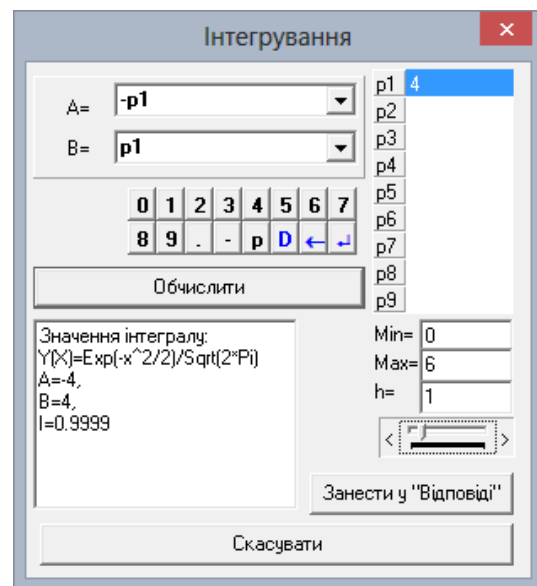 Інтегрування
A= -p1
B= p1
0 1 2 3 4 5 6 7
8 9 . - p D ← ↵
Обчислити
Значення інтегралу:
Y(X)=Exp(-x^2/2)/Sqrt(2*Pi)
A=-4,
B=4,
I=0.9999
p1 4
p2
p3
p4
p5
p6
p7
p8
p9
Min= 0
Max= 6
h= 1
< >
Занести у "Відповіді"
Скасувати